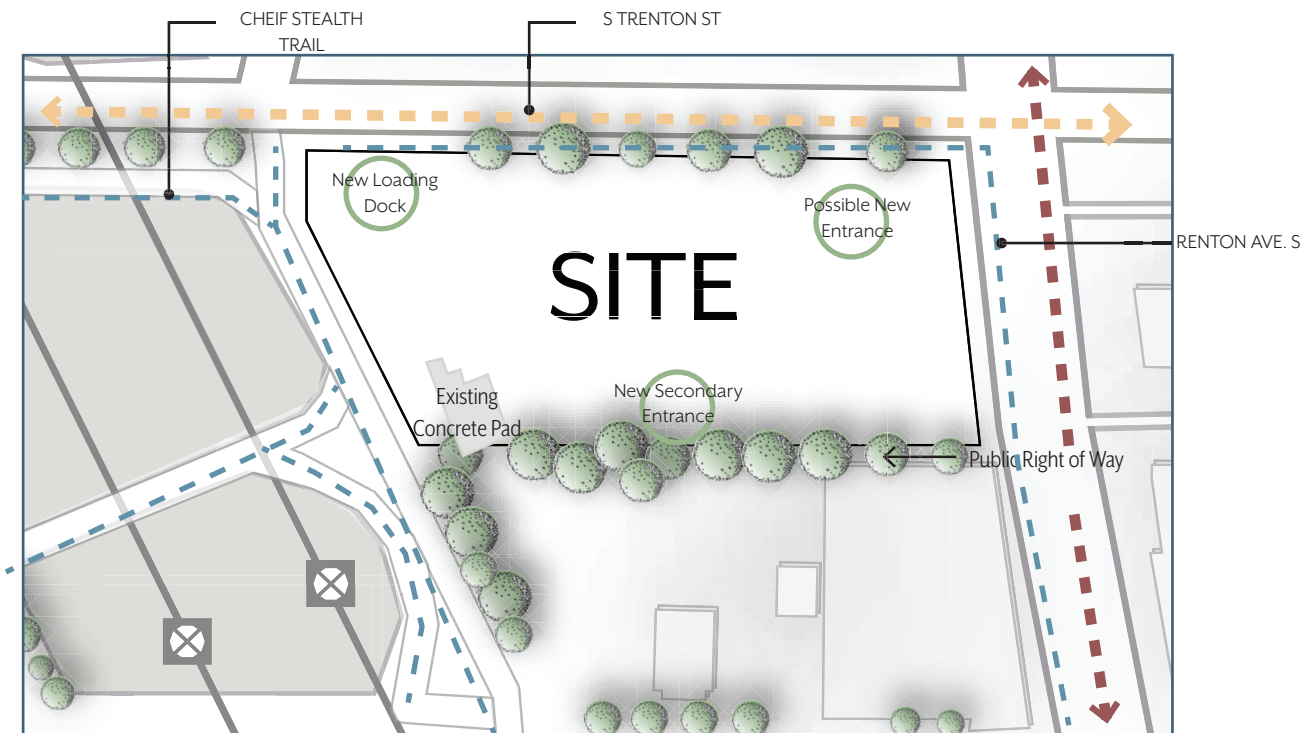 CHEIF STEALTH
TRAIL
S TRENTON ST
New Loading
Dock
Possible New
Entrance
RENTON AVE. S
SITE
Existing
Concrete Pad
New Secondary
Entrance
Public Right of Way